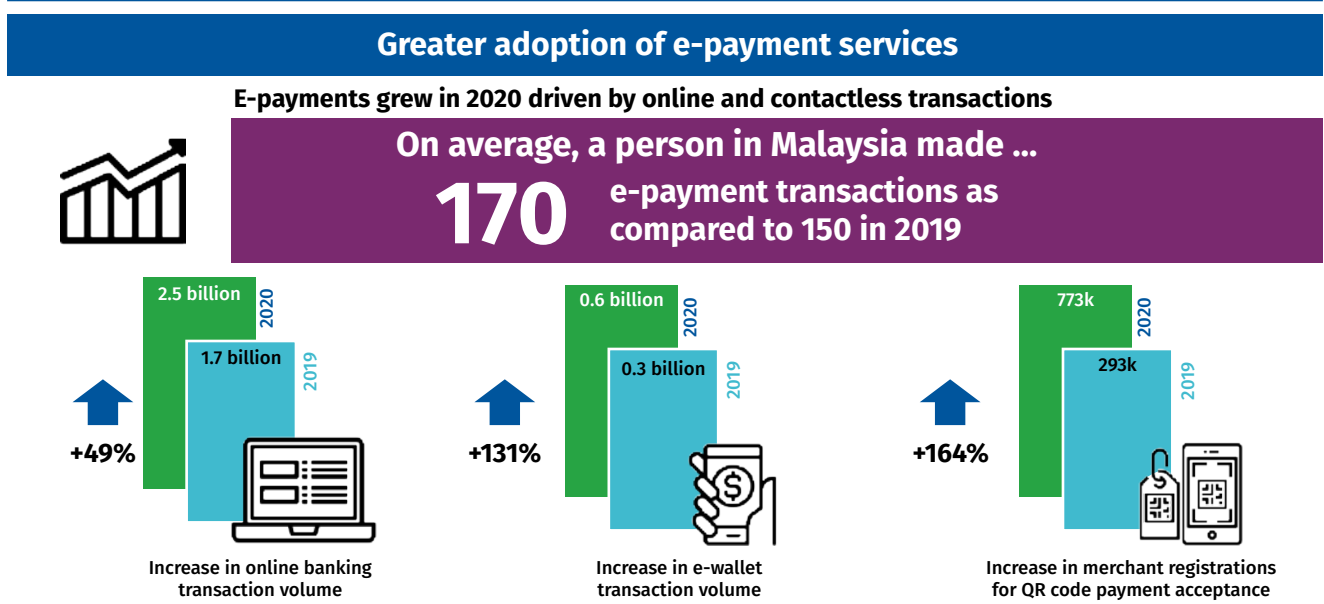 Greater adoption of e-payment services
E-payments grew in 2020 driven by online and contactless transactions
On average, a person in Malaysia made ...
170
e-payment transactions as
compared to 150 in 2019
2.5 billion
2020
1.7 billion
2019
+49%
Increase in online banking
transaction volume
0.6 billion
2020
0.3 billion
2019
+131%
Increase in e-wallet
transaction volume
773k
2020
293k
2019
+164%
Increase in merchant registrations
for QR code payment acceptance